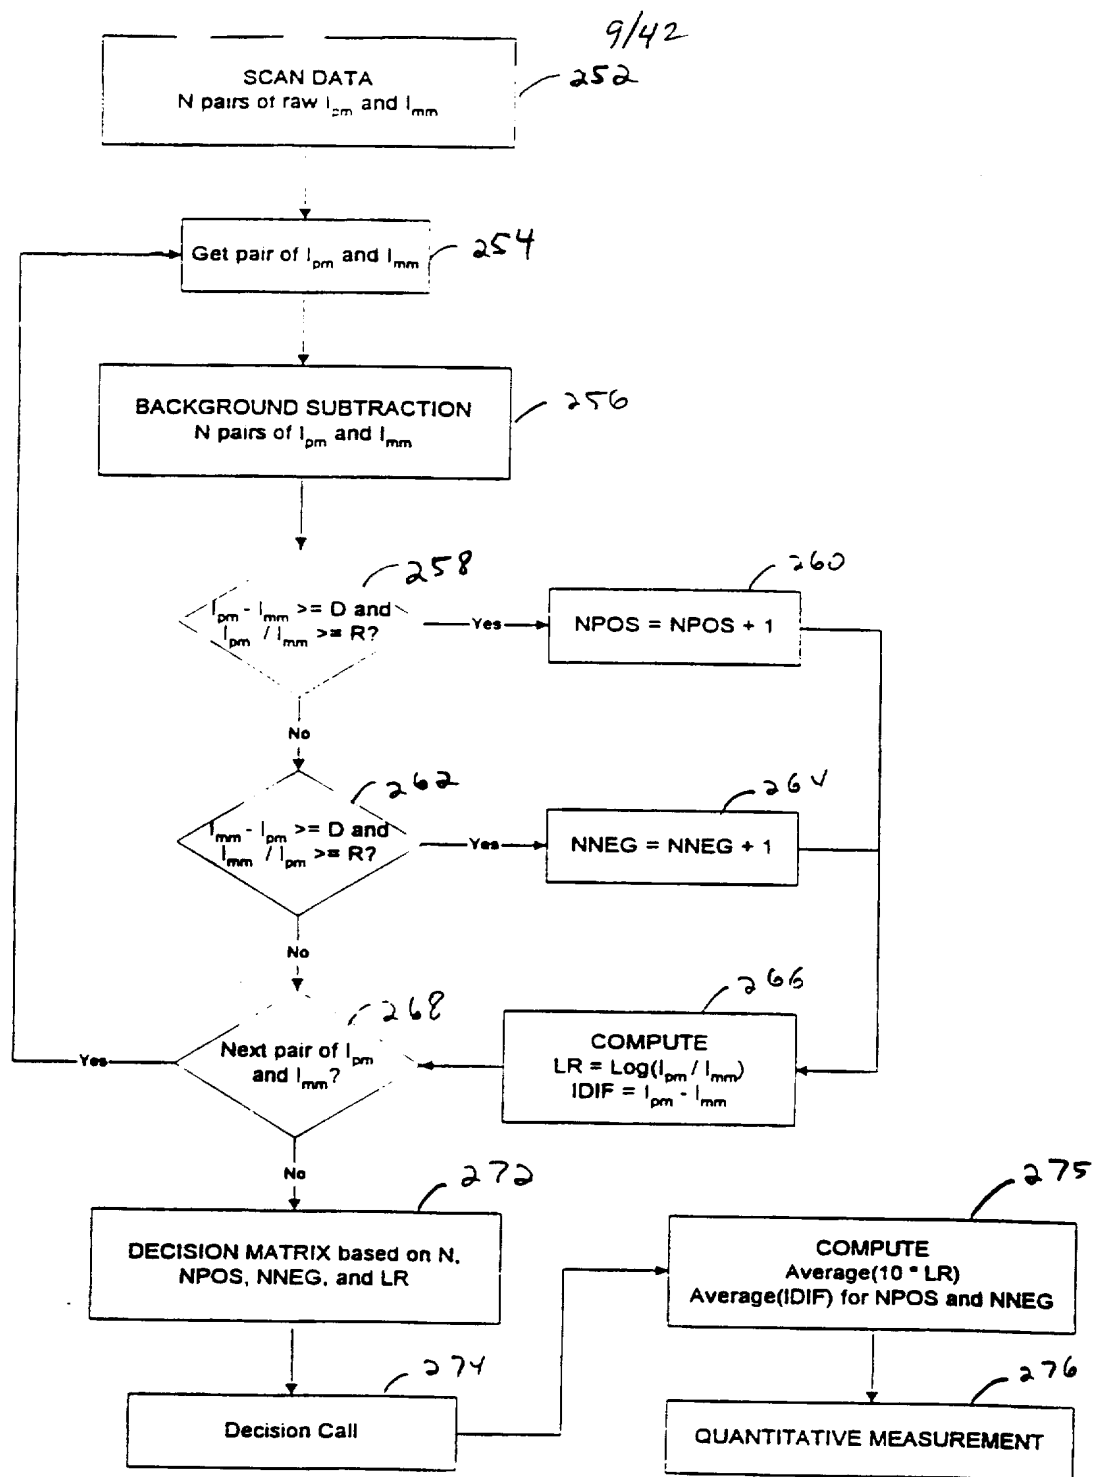 9/42
SCAN DATA
N pairs of raw Ipm and Imm
252
Get pair of Ipm and Imm
254
BACKGROUND SUBTRACTION
N pairs of Ipm and Imm
256
258
Ipm - Imm >= D and
Ipm / Imm >= R?
Yes
260
NPOS = NPOS + 1
No
262
Imm - Ipm >= D and
Imm / Ipm >= R?
Yes
264
NNEG = NNEG + 1
No
266
COMPUTE
LR = Log(Ipm / Imm)
IDIF = Ipm - Imm
268
Next pair of Ipm
and Imm?
Yes
No
272
DECISION MATRIX based on N,
NPOS, NNEG, and LR
274
Decision Call
275
COMPUTE
Average(10 * LR)
Average(IDIF) for NPOS and NNEG
276
QUANTITATIVE MEASUREMENT